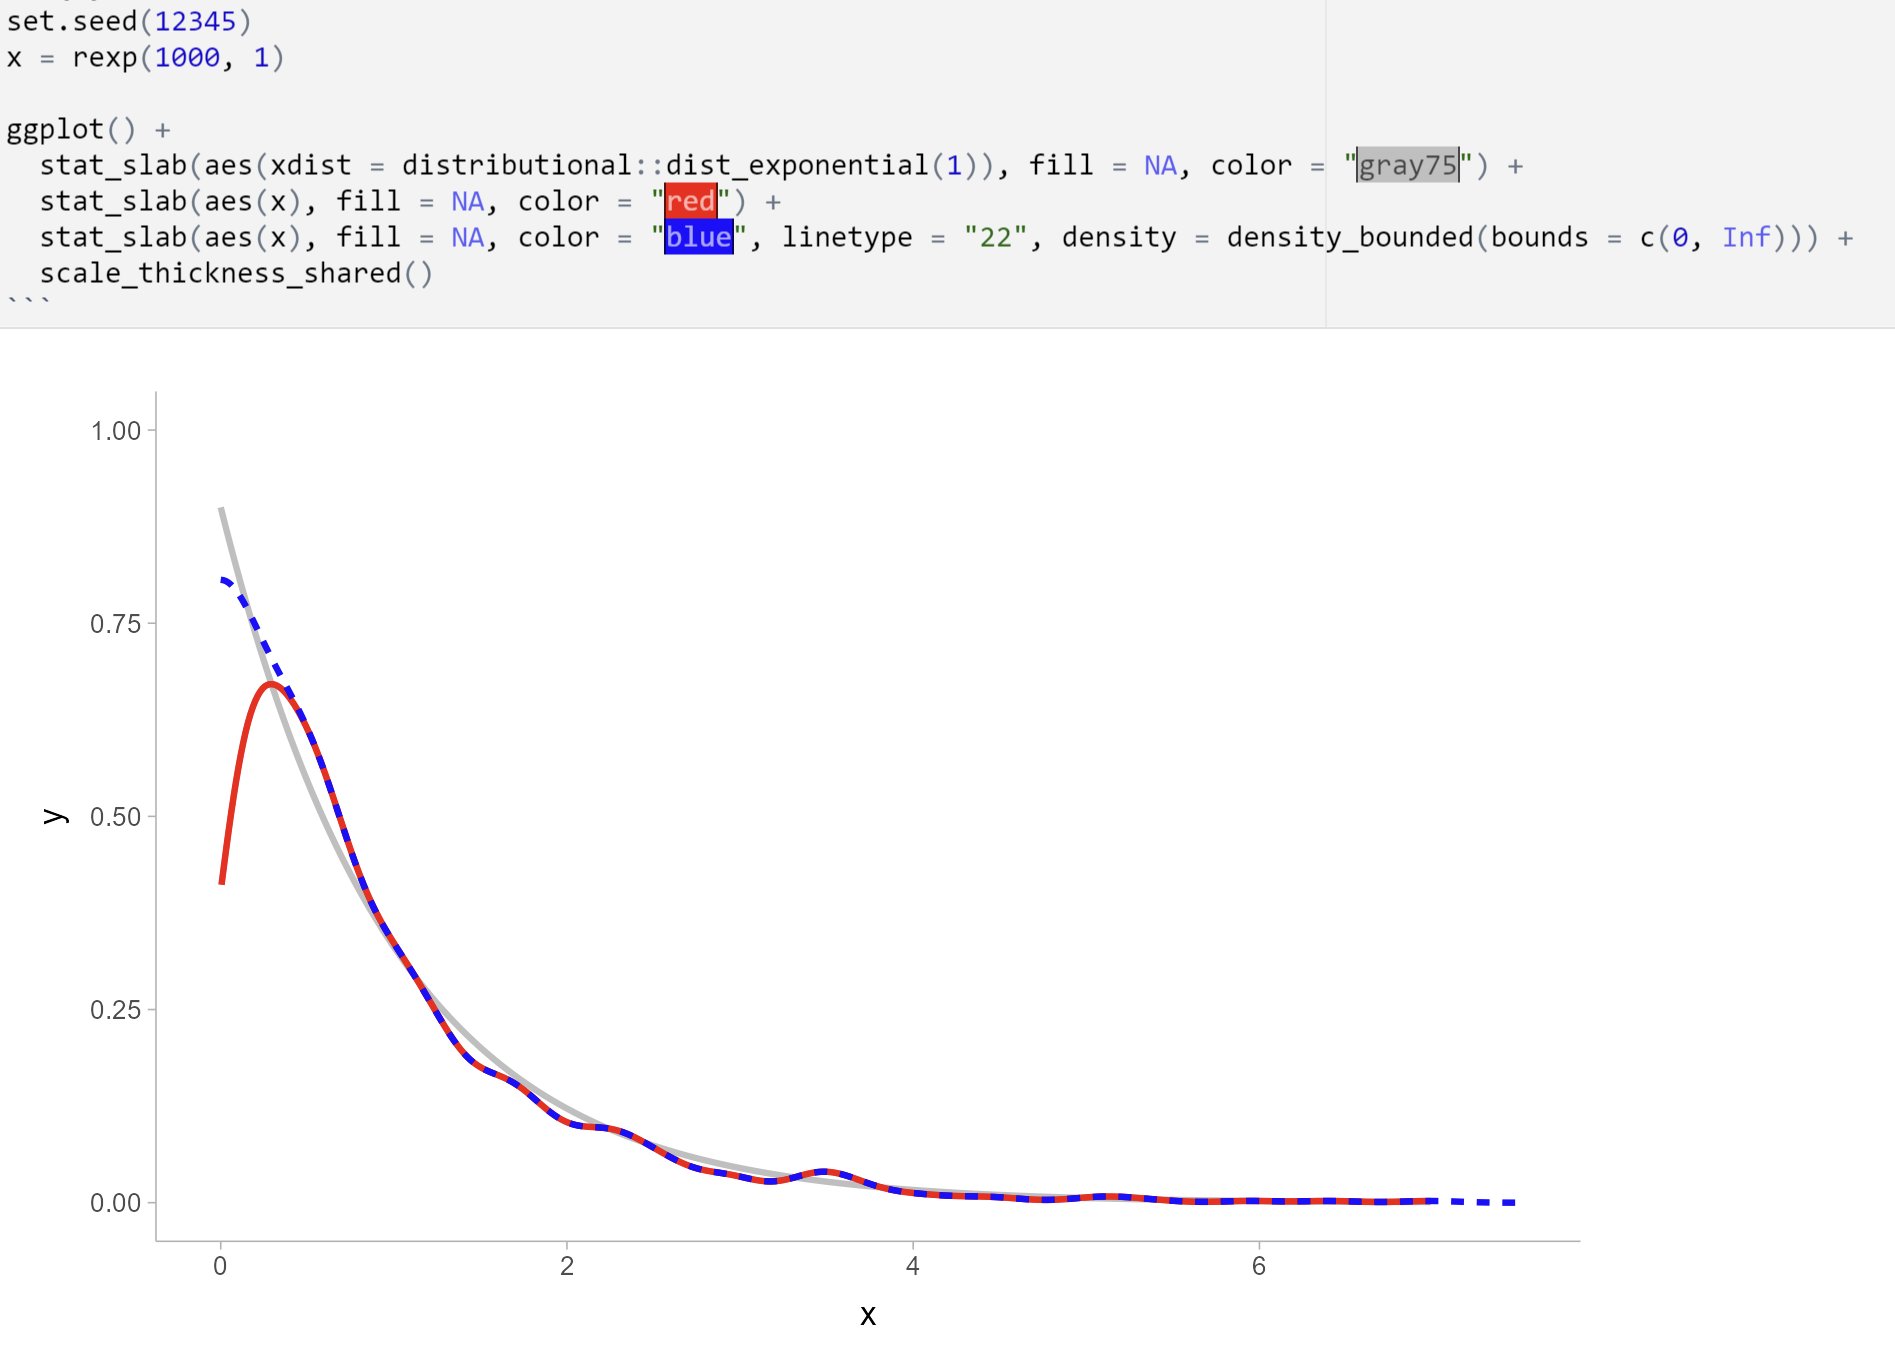 set.seed(12345)
x = rexp(1000, 1)
ggplot() +
  stat_slab(aes(xdist = distributional::dist_exponential(1)), fill = NA, color = "gray75") +
  stat_slab(aes(x), fill = NA, color = "red") +
  stat_slab(aes(x), fill = NA, color = "blue", linetype = "22", density = density_bounded(bounds = c(0, Inf))) +
  scale_thickness_shared()
```
1.00
0.75
0.50
0.25
0.00
y
0 2 4 6
x